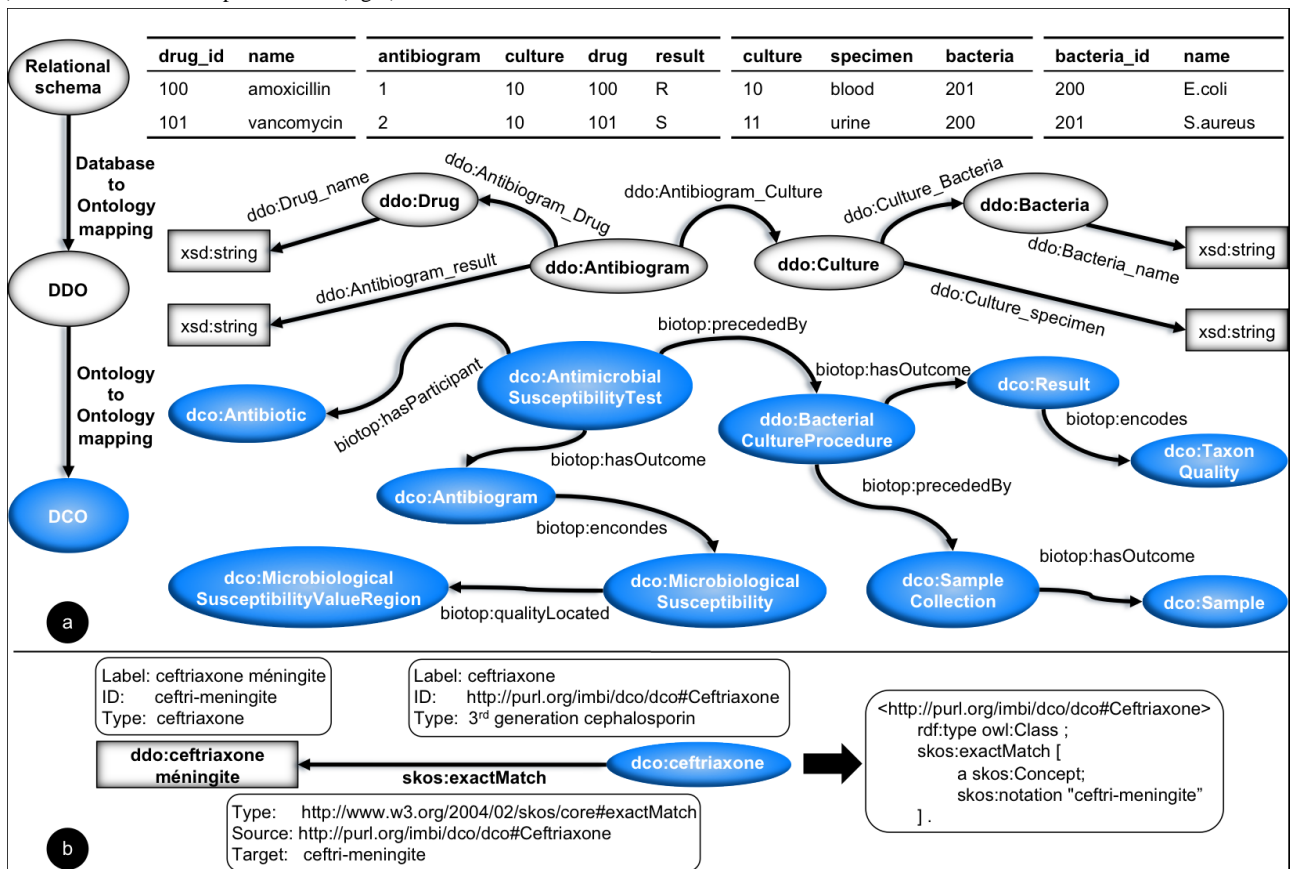 Relational
schema
drug_id name
100 amoxicillin
101 vancomycin
antibiogram culture drug result
1 10 100 R
2 10 101 S
culture specimen bacteria
10 blood 201
11 urine 200
bacteria_id name
200 E.coli
201 S.aureus
Database
to
Ontology
mapping
DDO
Ontology
to
Ontology
mapping
DCO
ddo:Drug_name
ddo:Drug
ddo:Antibiogram_Drug
ddo:Antibiogram_Culture
ddo:Culture_Bacteria
ddo:Bacteria
xsd:string
ddo:Antibiogram
ddo:Culture
ddo:Bacteria_name
xsd:string
ddo:Antibiogram_result
ddo:Culture_specimen
xsd:string
xsd:string
biotop:precededBy
dco:Antimicrobial
SusceptibilityTest
biotop:hasOutcome
dco:Result
dco:Antibiotic
biotop:hasParticipant
ddo:Bacterial
CultureProcedure
biotop:encodes
dco:Taxon
Quality
biotop:hasOutcome
biotop:precededBy
dco:Antibiogram
biotop:encondes
biotop:hasOutcome
dco:Microbiological
SusceptibilityValueRegion
biotop:qualityLocated
dco:Microbiological
Susceptibility
dco:Sample
Collection
dco:Sample
a
Label: ceftriaxone méningite
ID: ceftri-meningite
Type: ceftriaxone
Label: ceftriaxone
ID: http://purl.org/imbi/dco/dco#Ceftriaxone
Type: 3rd generation cephalosporin
ddo:ceftriaxone
méningite
skos:exactMatch
dco:ceftriaxone
<http://purl.org/imbi/dco/dco#Ceftriaxone>
rdf:type owl:Class ;
skos:exactMatch [
a skos:Concept;
skos:notation "ceftri-meningite”
] .
Type: http://www.w3.org/2004/02/skos/core#exactMatch
Source: http://purl.org/imbi/dco/dco#Ceftriaxone
Target: ceftri-meningite
b